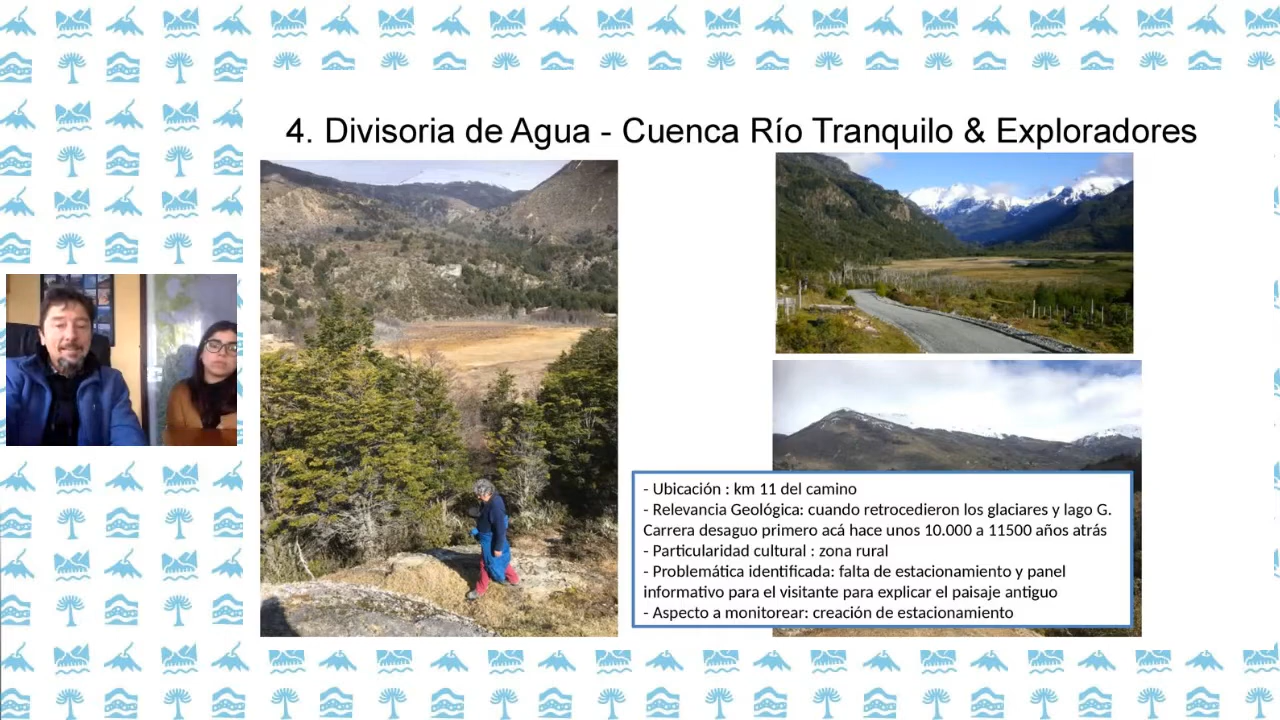 4. Divisoria de Agua - Cuenca Río Tranquilo & Exploradores
- Ubicación : km 11 del camino
- Relevancia Geológica: cuando retrocedieron los glaciares y lago G.
Carrera desaguo primero acá hace unos 10.000 a 11500 años atrás
- Particularidad cultural : zona rural
- Problemática identificada: falta de estacionamiento y panel
informativo para el visitante para explicar el paisaje antiguo
- Aspecto a monitorear: creación de estacionamiento